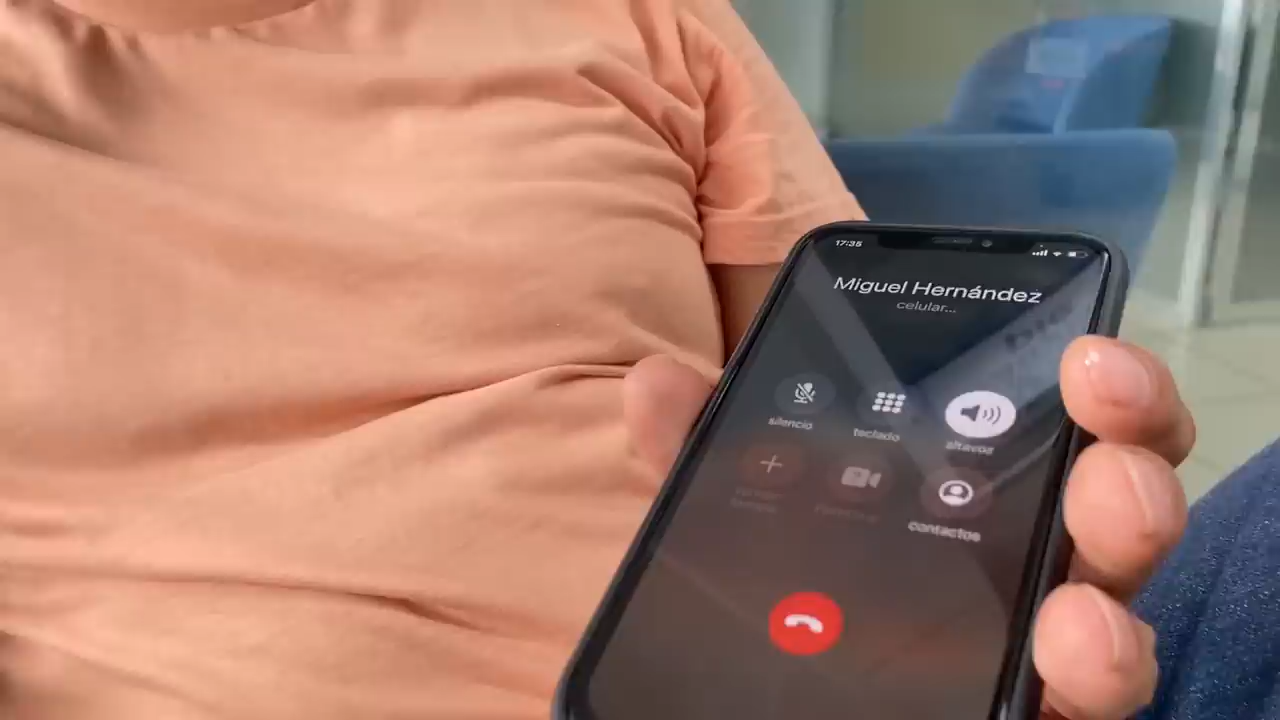 17:35
Miguel Hernández
celular...
silencio
teclado
altavoz
contactos